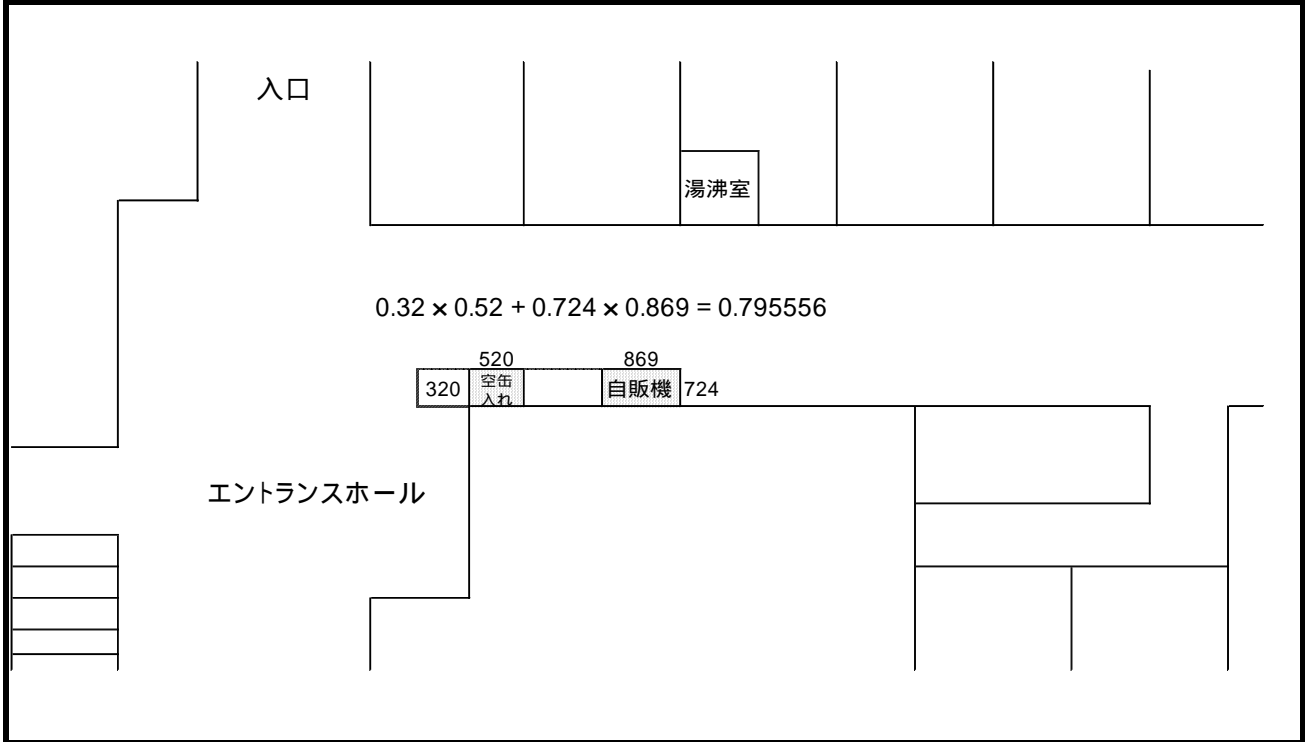 入口
湯沸室
0.32 × 0.52 + 0.724 × 0.869 = 0.795556
520
869
320
空缶
入れ
自販機
724
エントランスホール